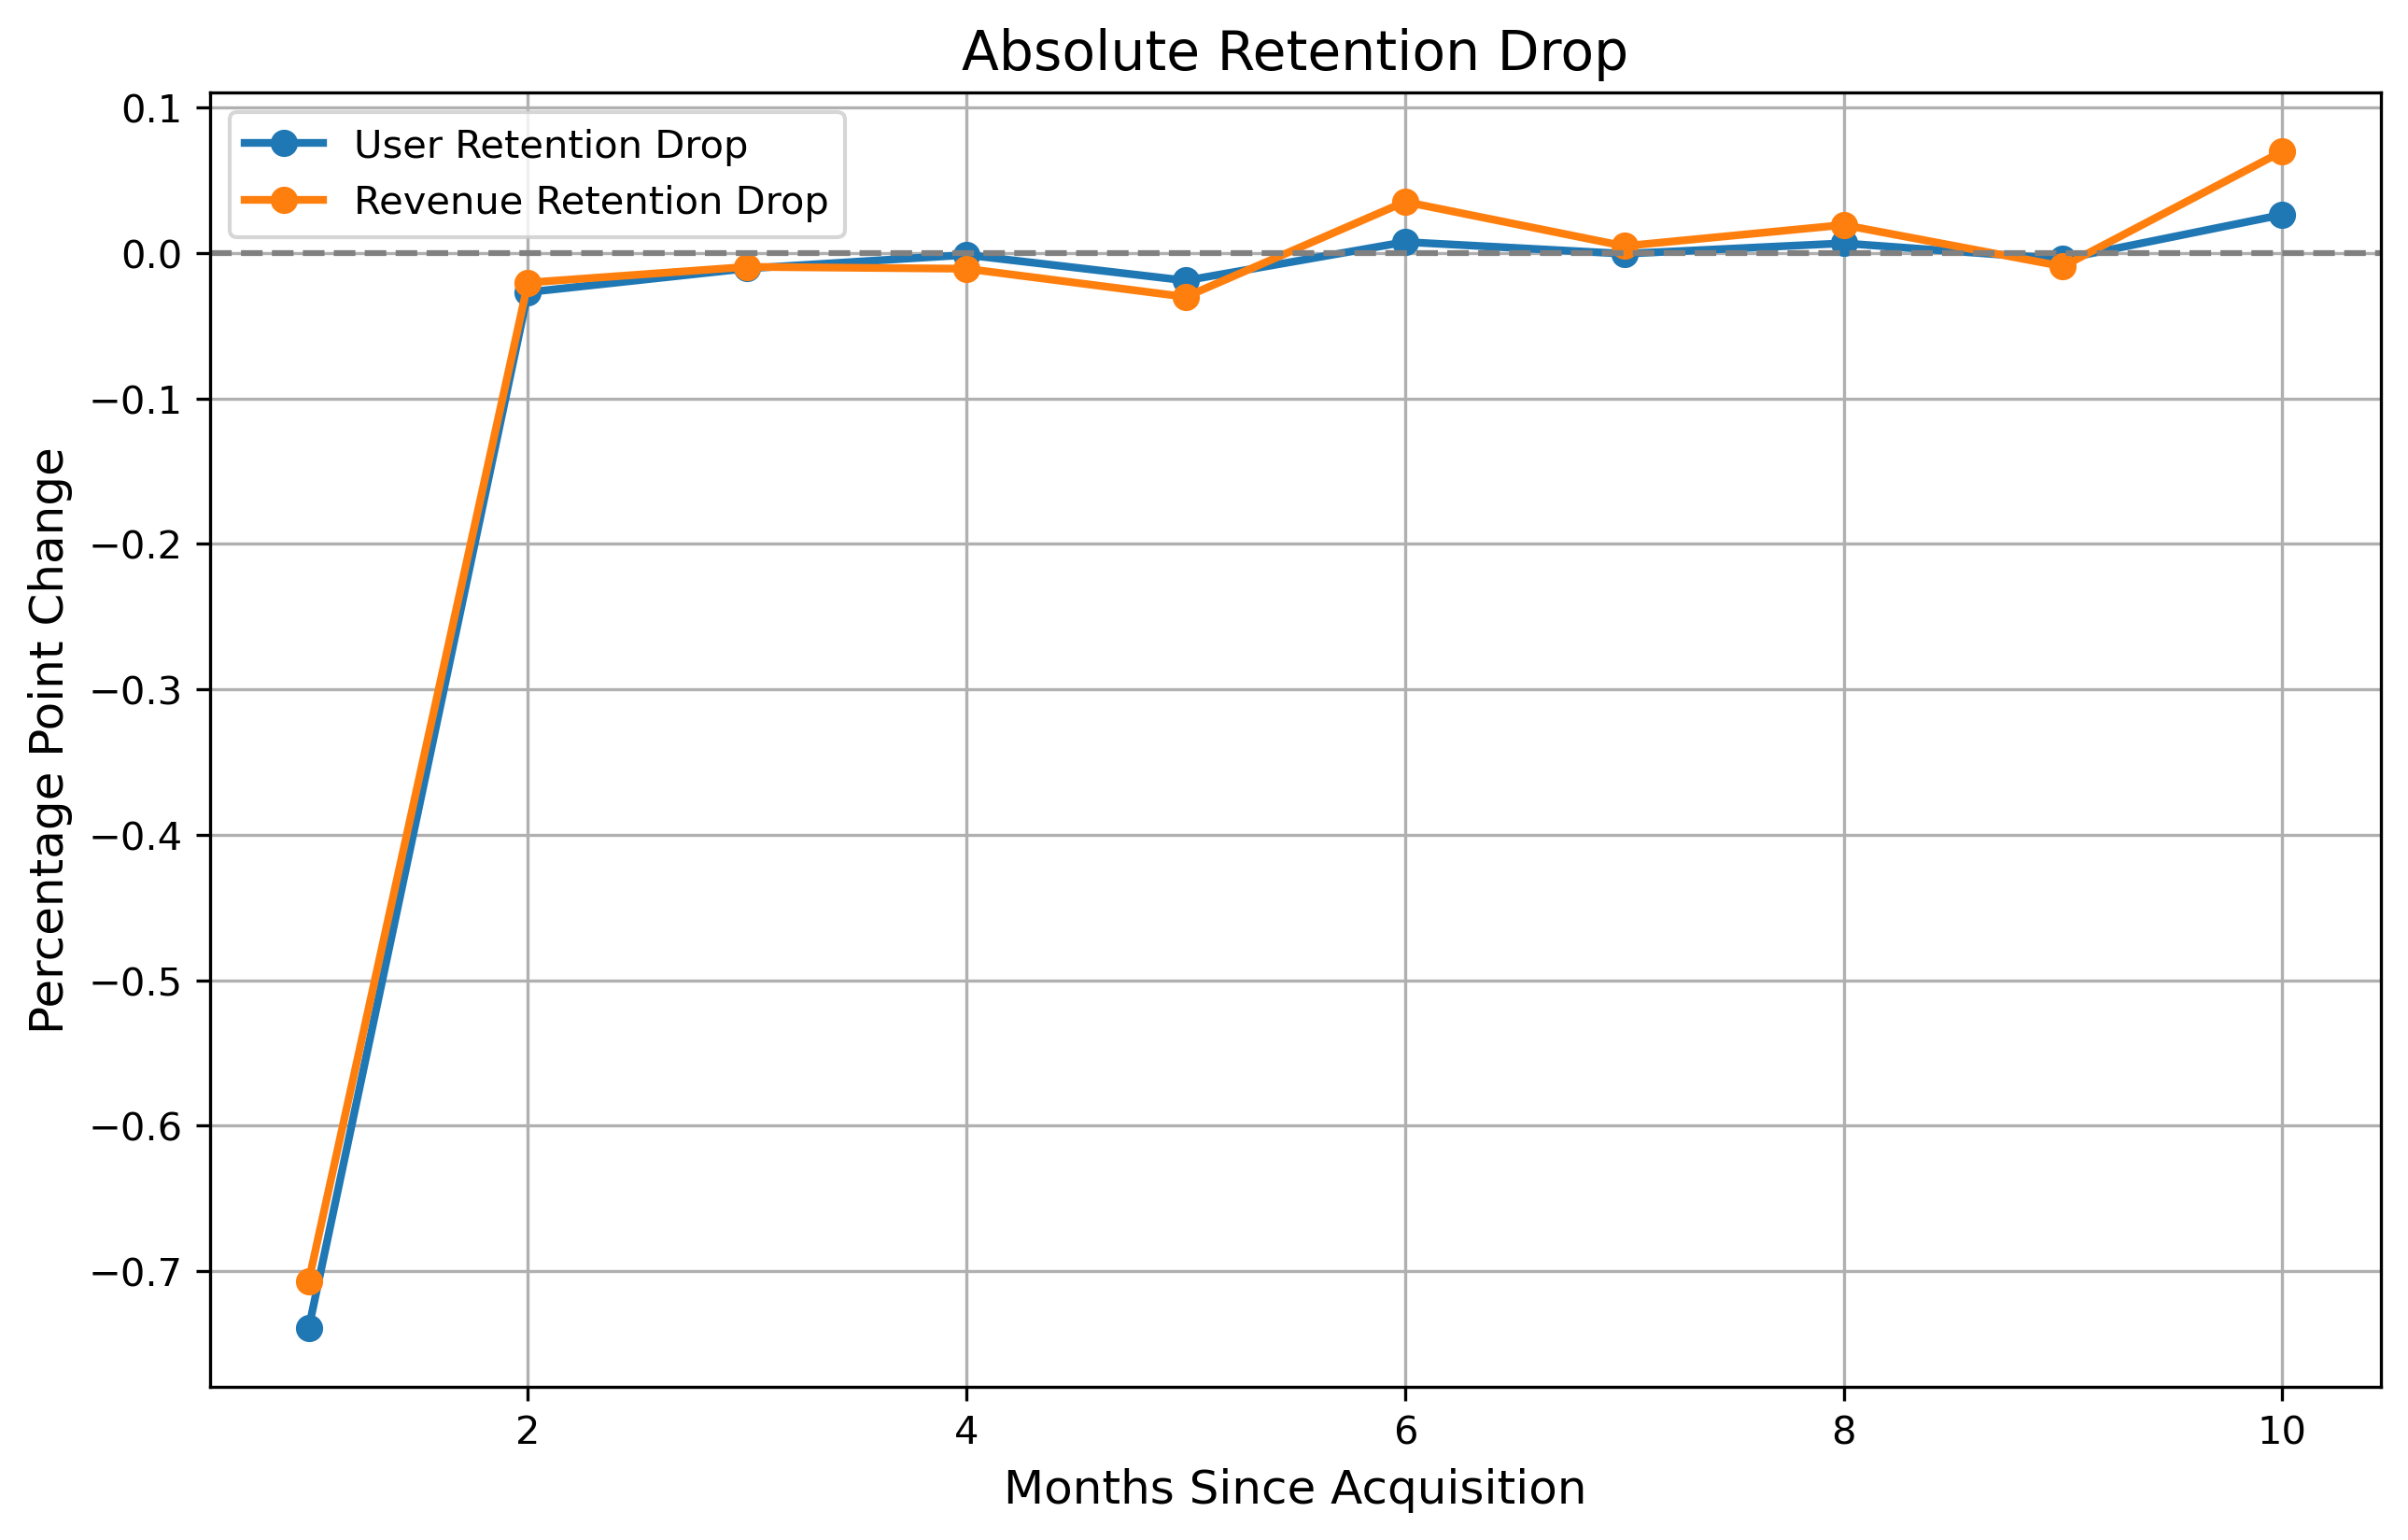 Absolute Retention Drop
User Retention Drop
Revenue Retention Drop
Percentage Point Change
0.1
0.0
−0.1
−0.2
−0.3
−0.4
−0.5
−0.6
−0.7
2 4 6 8 10
Months Since Acquisition